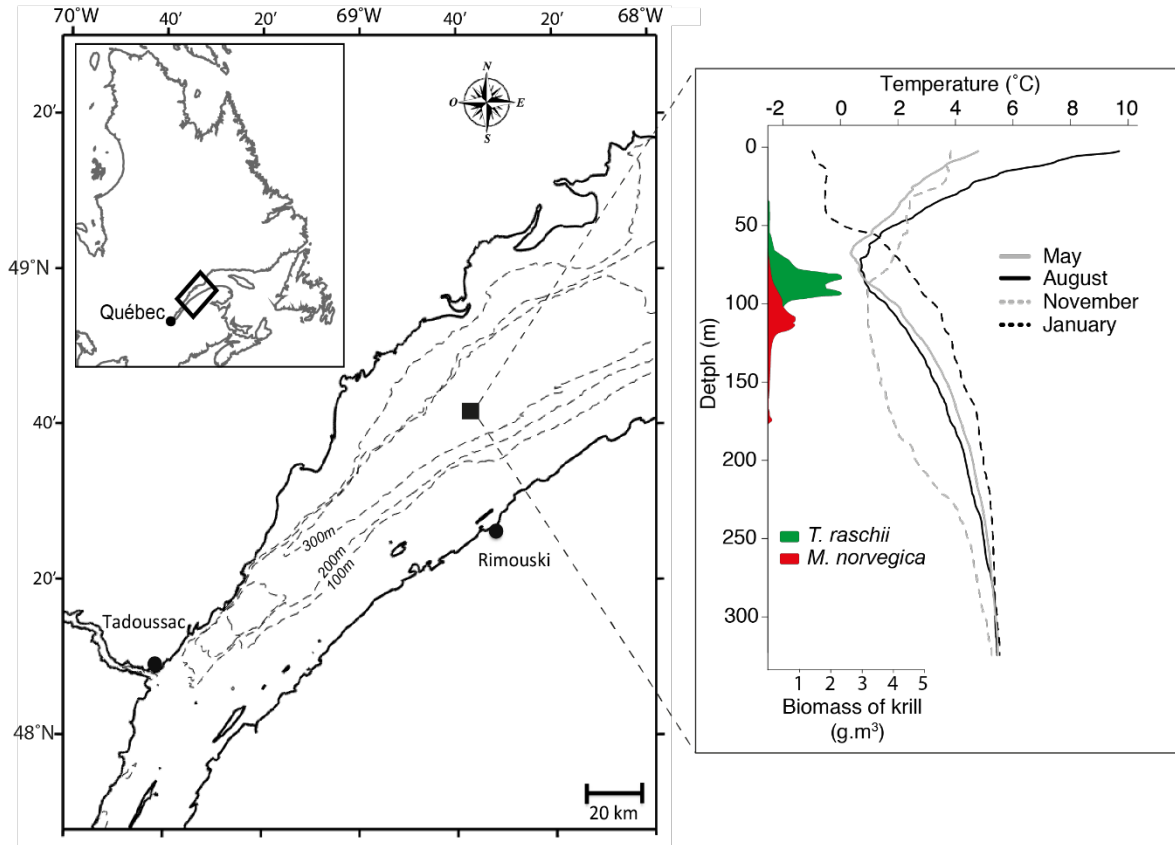 70˚W 40′ 20′ 69˚W 40′ 20′ 68˚W
20′
49˚N
40′
20′
48˚N
Québec
N
O E
S
300m
200m
100m
Rimouski
Tadoussac
20 km
Temperature (˚C)
-2 0 2 4 6 8 10
Detph (m)
0
50
100
150
200
250
300
May
August
November
January
T. raschii
M. norvegica
1 2 3 4 5
Biomass of krill
(g.m³)